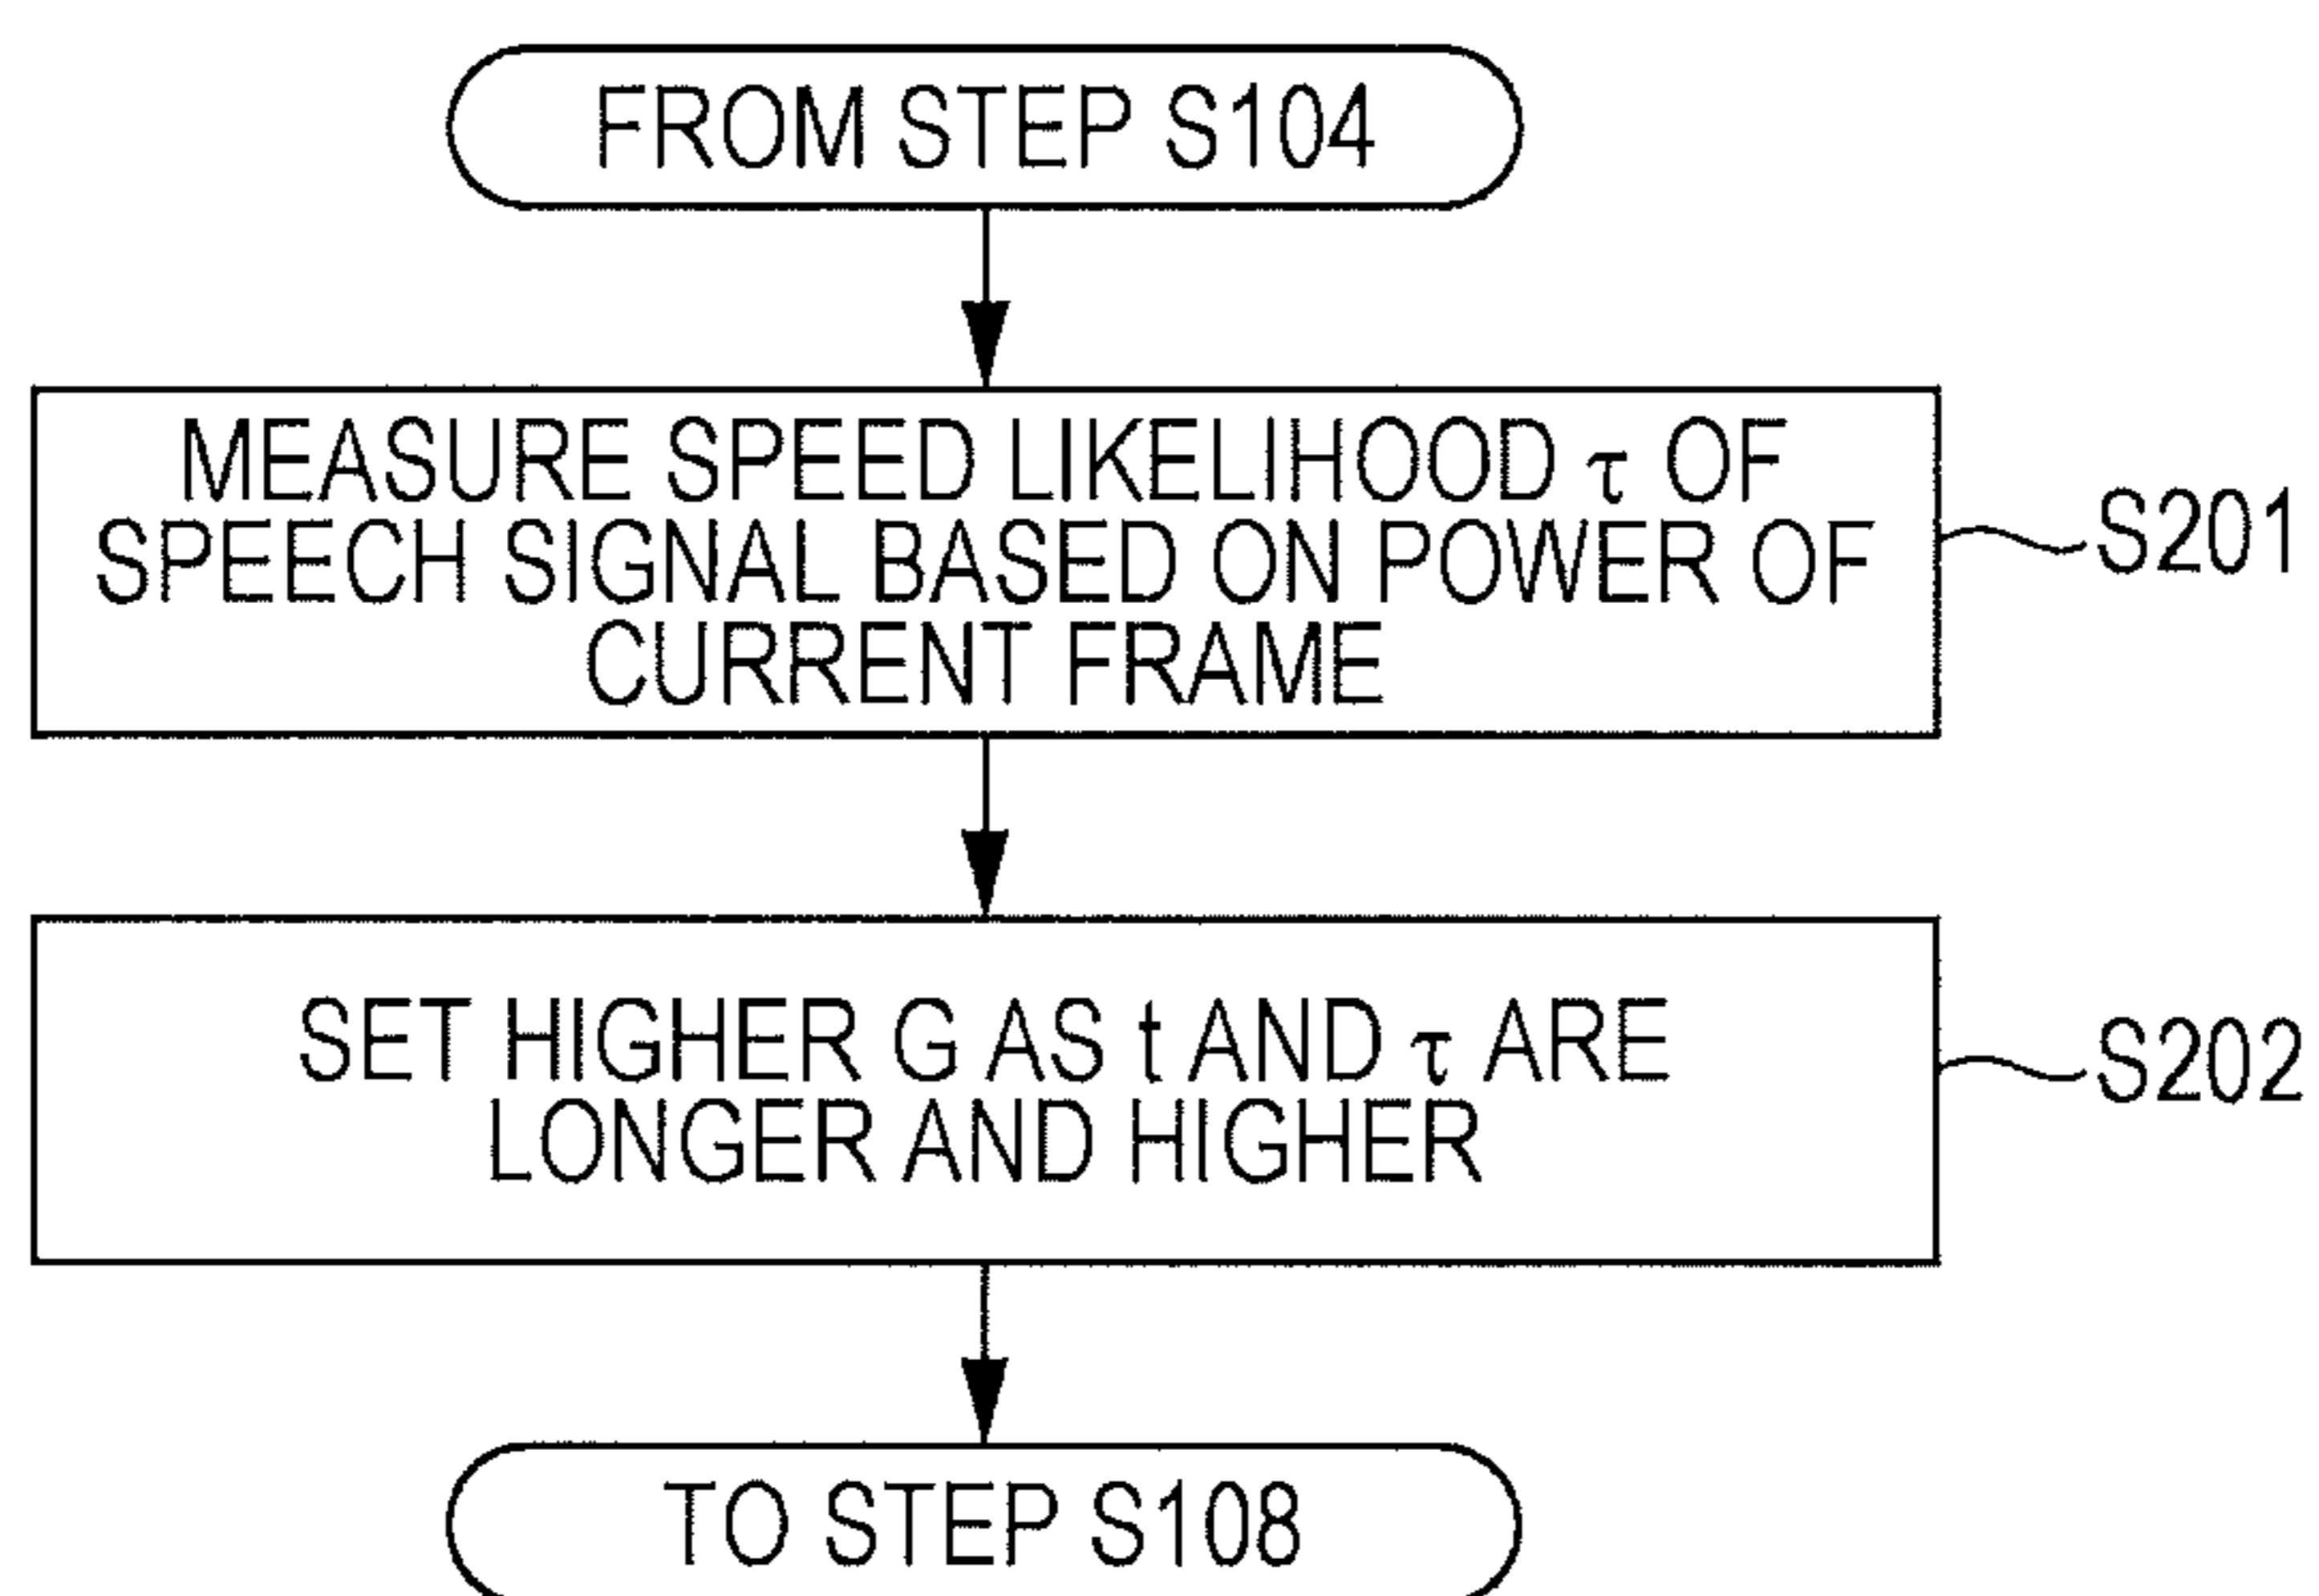 FROM STEP S104
MEASURE SPEED LIKELIHOOD τ OF
SPEECH SIGNAL BASED ON POWER OF
CURRENT FRAME
S201
SET HIGHER G AS t AND τ ARE
LONGER AND HIGHER
S202
TO STEP S108